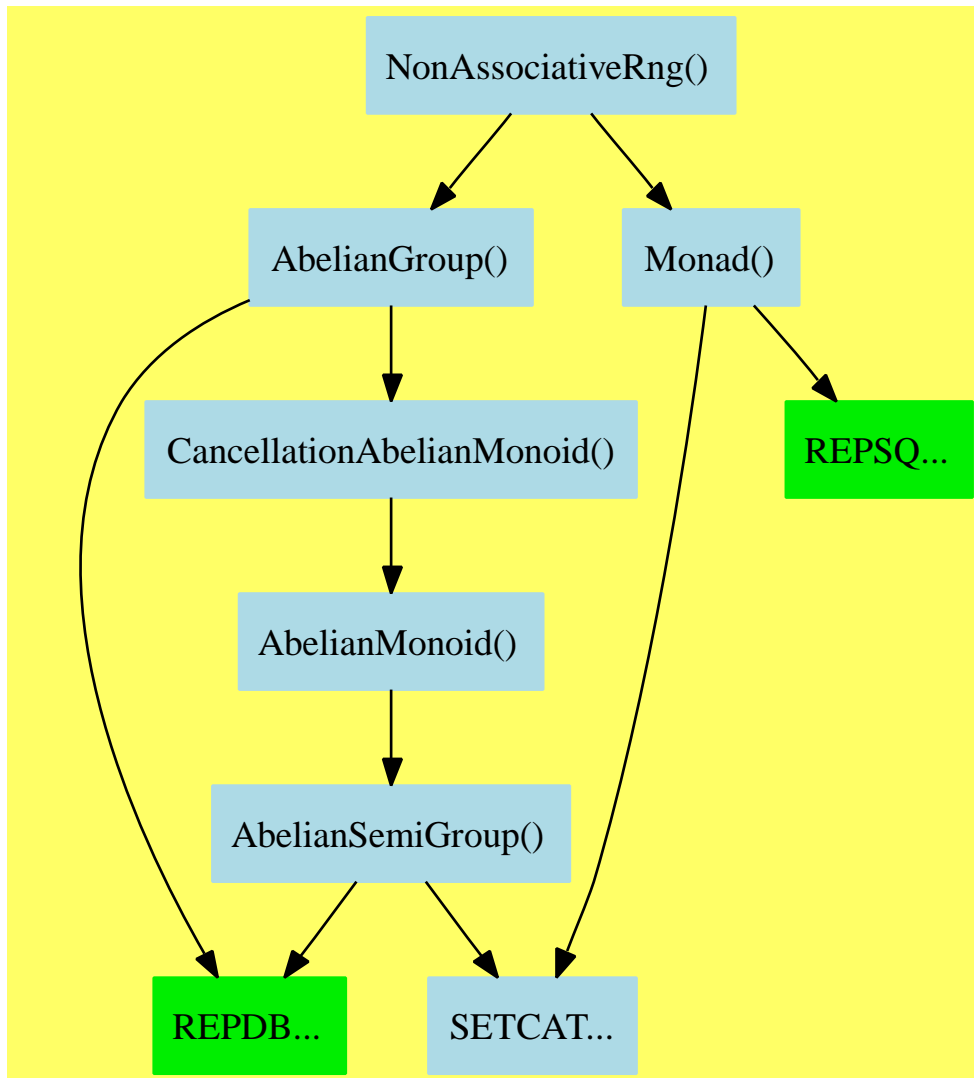 NonAssociativeRng()
AbelianGroup()
Monad()
CancellationAbelianMonoid()
REPSQ...
AbelianMonoid()
AbelianSemiGroup()
REPDB...
SETCAT...